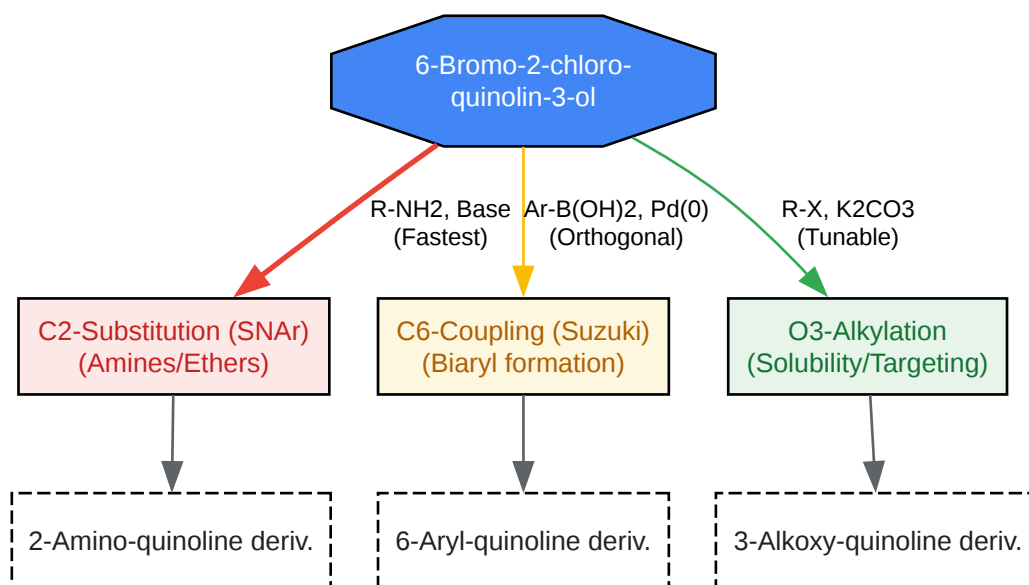 6-Bromo-2-chloro-
quinolin-3-ol
R-NH2, Base
(Fastest)
Ar-B(OH)2, Pd(0)
(Orthogonal)
R-X, K2CO3
(Tunable)
C2-Substitution (SNAr)
(Amines/Ethers)
C6-Coupling (Suzuki)
(Biaryl formation)
O3-Alkylation
(Solubility/Targeting)
2-Amino-quinoline deriv.
6-Aryl-quinoline deriv.
3-Alkoxy-quinoline deriv.